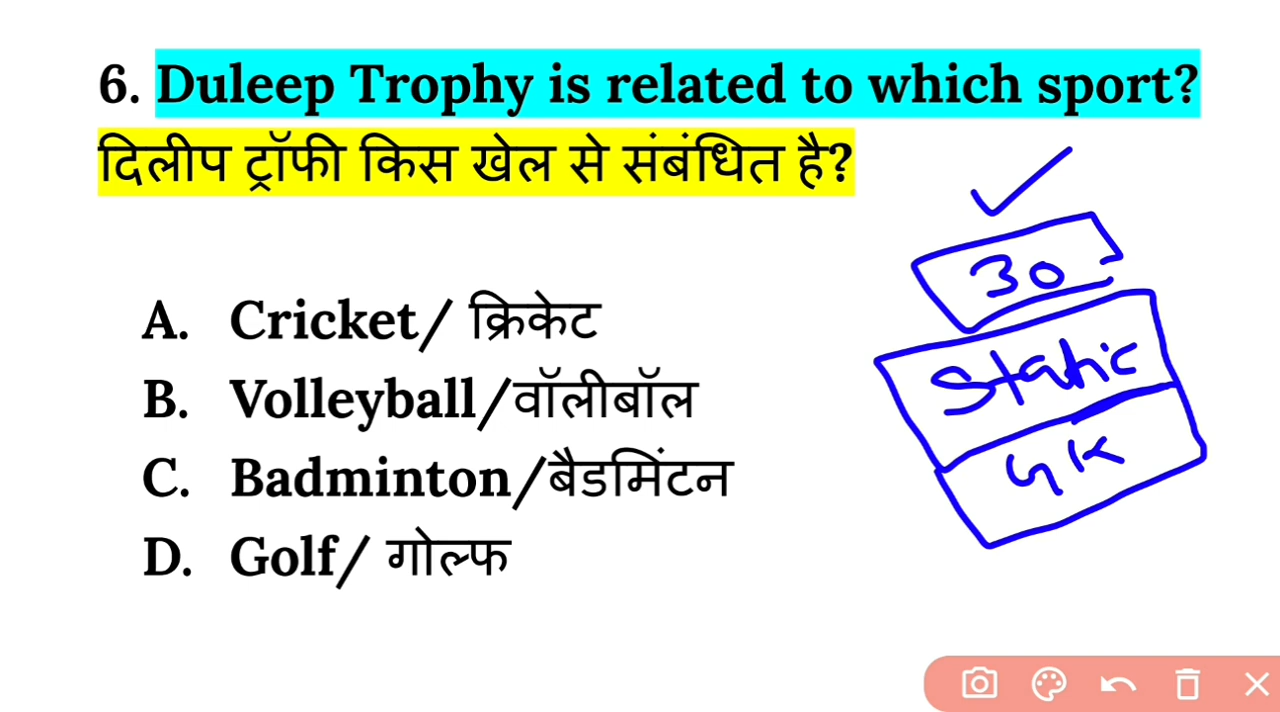 6. Duleep Trophy is related to which sport?
दिलीप ट्रॉफी किस खेल से संबंधित है?
30
Static
GK
A. Cricket/ क्रिकेट
B. Volleyball/वॉलीबॉल
C. Badminton/बैडमिंटन
D. Golf/ गोल्फ